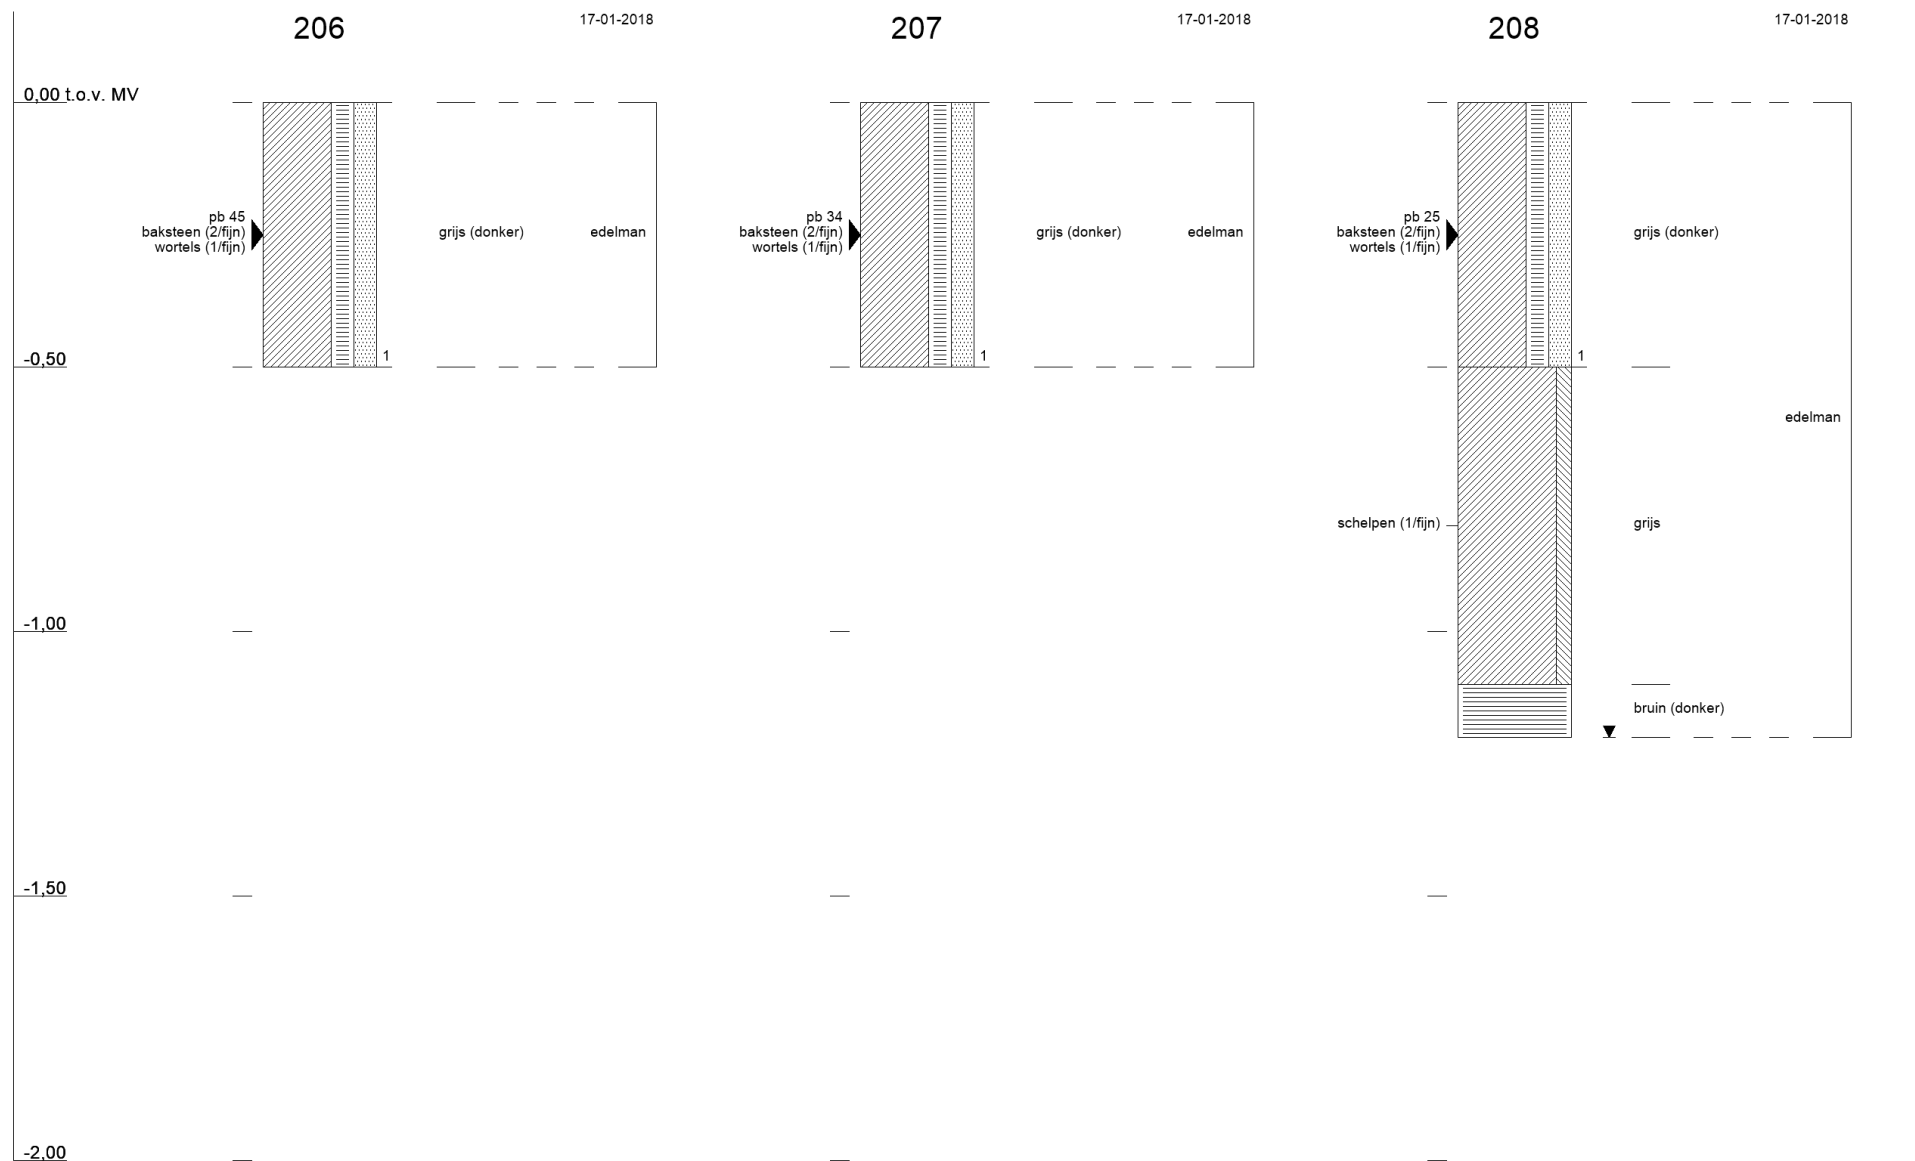 206
17-01-2018
207
17-01-2018
208
17-01-2018
0,00 t.o.v. MV
pb 45
baksteen (2/fijn)
wortels (1/fijn)
grijs (donker)
edelman
1
pb 34
baksteen (2/fijn)
wortels (1/fijn)
grijs (donker)
edelman
1
pb 25
baksteen (2/fijn)
wortels (1/fijn)
grijs (donker)
1
-0,50
edelman
schelpen (1/fijn)
grijs
-1,00
bruin (donker)
-1,50
-2,00